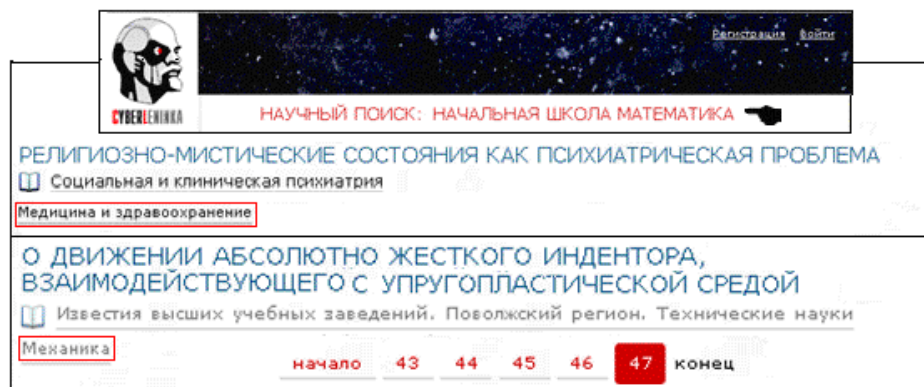 Регистрация Войти
CYBERLENINKA
НАУЧНЫЙ ПОИСК: НАЧАЛЬНАЯ ШКОЛА МАТЕМАТИКА
РЕЛИГИОЗНО-МИСТИЧЕСКИЕ СОСТОЯНИЯ КАК ПСИХИАТРИЧЕСКАЯ ПРОБЛЕМА
Социальная и клиническая психиатрия
Медицина и здравоохранение
О ДВИЖЕНИИ АБСОЛЮТНО ЖЕСТКОГО ИНДЕНТОРА,
ВЗАИМОДЕЙСТВУЮЩЕГО С УПРУГОПЛАСТИЧЕСКОЙ СРЕДОЙ
Известия высших учебных заведений. Поволжский регион. Технические науки
Механика
начало 43 44 45 46 47 конец